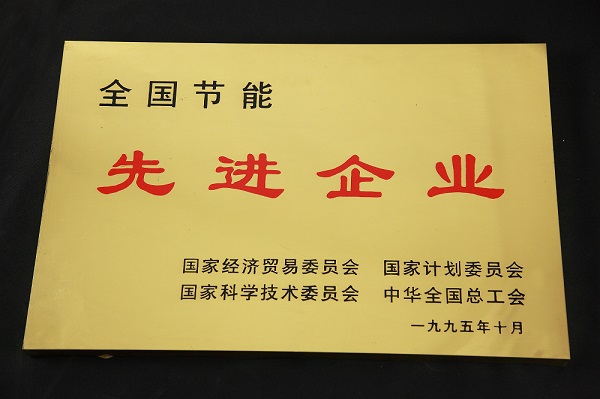 全国节能
先进企业
国家经济贸易委员会 国家计划委员会
国家科学技术委员会 中华全国总工会
一九九五年十月